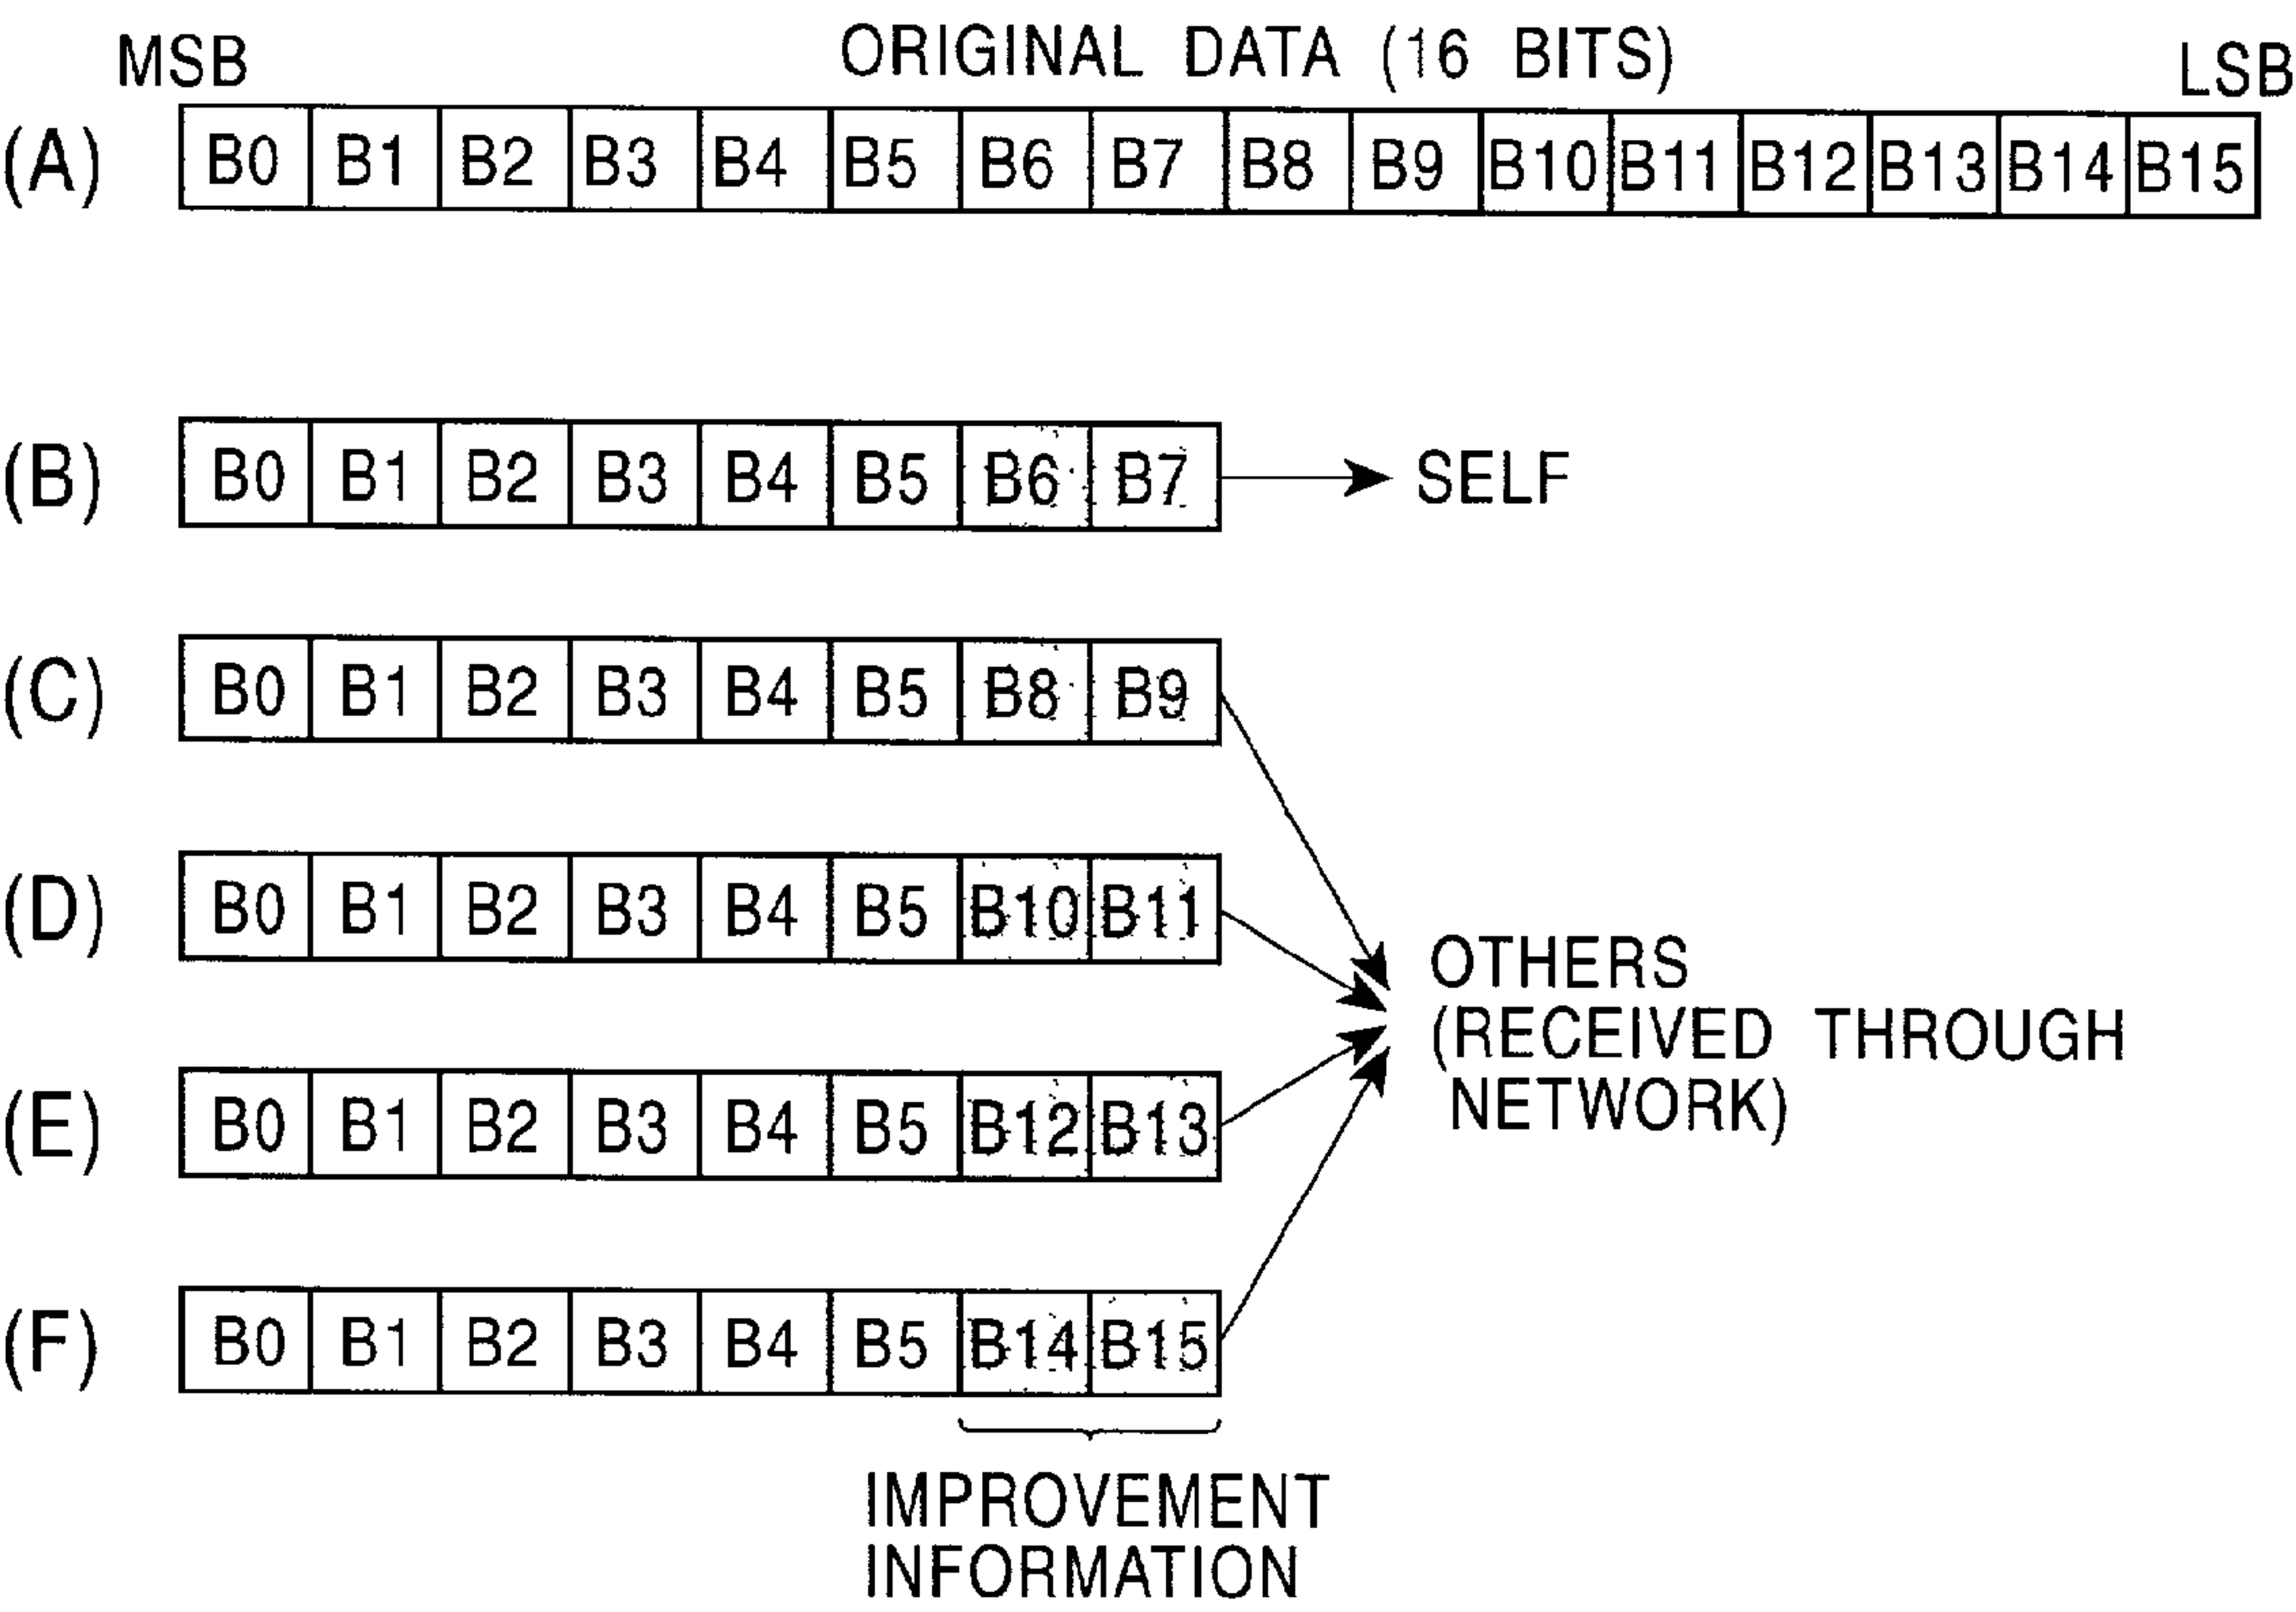 MSB ORIGINAL DATA (16 BITS) LSB
(A) B0 B1 B2 B3 B4 B5 B6 B7 B8 B9 B10 B11 B12 B13 B14 B15
(B) B0 B1 B2 B3 B4 B5 B6 B7 SELF
(C) B0 B1 B2 B3 B4 B5 B8 B9
(D) B0 B1 B2 B3 B4 B5 B10 B11
OTHERS
(RECEIVED THROUGH
NETWORK)
(E) B0 B1 B2 B3 B4 B5 B12 B13
(F) B0 B1 B2 B3 B4 B5 B14 B15
IMPROVEMENT
INFORMATION